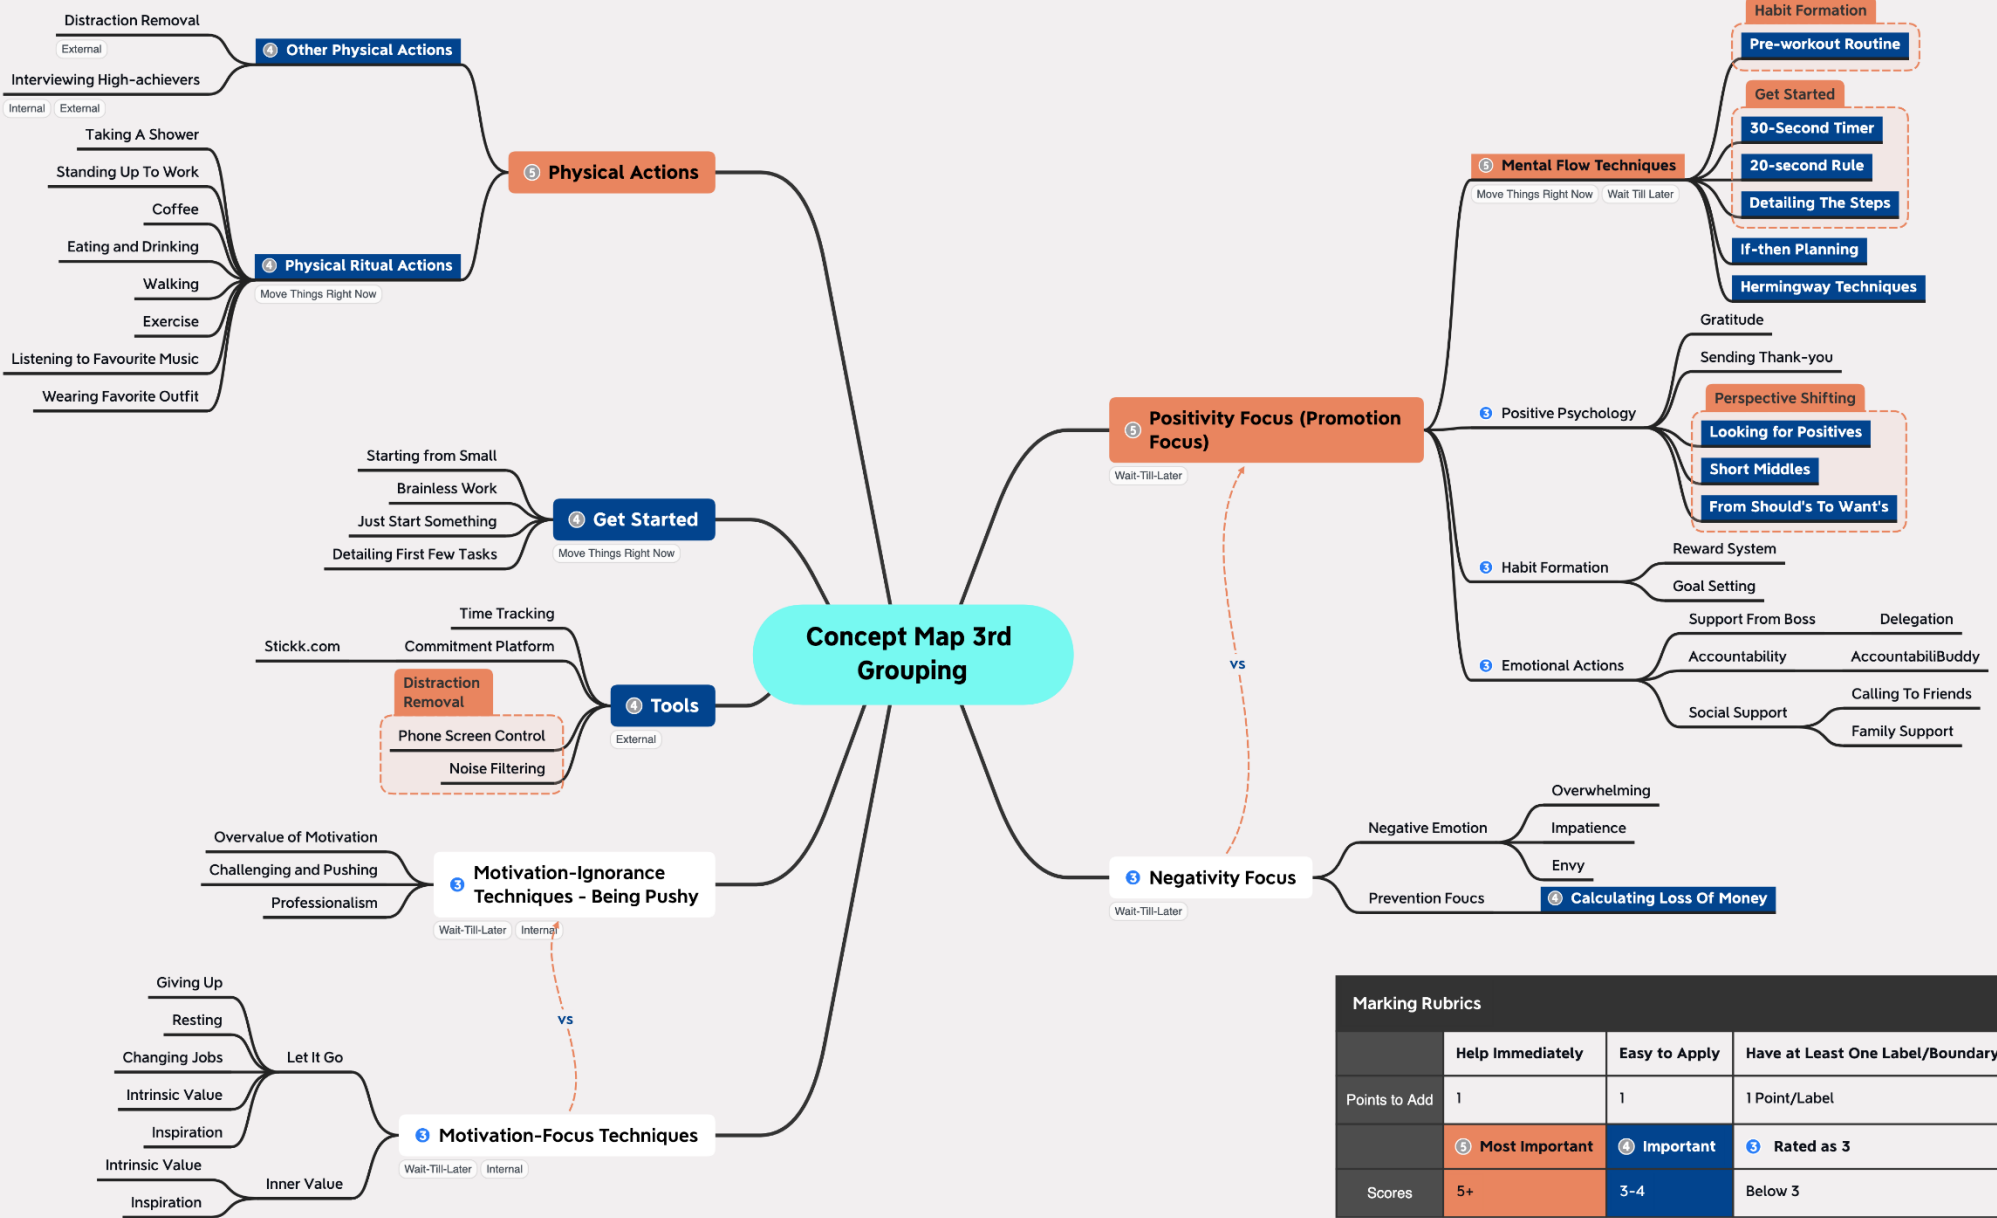 Distraction Removal
External
Interviewing High-achievers
Internal External
4 Other Physical Actions
Taking A Shower
Standing Up To Work
Coffee
Eating and Drinking
Walking
Exercise
Listening to Favourite Music
Wearing Favorite Outfit
4 Physical Ritual Actions
Move Things Right Now
5 Physical Actions
Starting from Small
Brainless Work
Just Start Something
Detailing First Few Tasks
4 Get Started
Move Things Right Now
Time Tracking
Stickk.com Commitment Platform
Distraction
Removal
Phone Screen Control
Noise Filtering
4 Tools
External
Overvalue of Motivation
Challenging and Pushing
Professionalism
3 Motivation-Ignorance
Techniques - Being Pushy
Wait-Till-Later Internal
vs
Giving Up
Resting
Changing Jobs
Intrinsic Value
Inspiration
Let It Go
Intrinsic Value
Inspiration
Inner Value
3 Motivation-Focus Techniques
Wait-Till-Later Internal
Concept Map 3rd
Grouping
5 Positivity Focus (Promotion
Focus)
Wait-Till-Later
5 Mental Flow Techniques
Move Things Right Now Wait Till Later
Habit Formation
Pre-workout Routine
Get Started
30-Second Timer
20-second Rule
Detailing The Steps
If-then Planning
Hermingway Techniques
3 Positive Psychology
Gratitude
Sending Thank-you
Perspective Shifting
Looking for Positives
Short Middles
From Should's To Want's
3 Habit Formation
Reward System
Goal Setting
3 Emotional Actions
Support From Boss Delegation
Accountability AccountabiliBuddy
Social Support
Calling To Friends
Family Support
vs
3 Negativity Focus
Wait-Till-Later
Negative Emotion
Overwhelming
Impatience
Envy
Prevention Foucs 4 Calculating Loss Of Money
Marking Rubrics
Help Immediately Easy to Apply Have at Least One Label/Boundary
Points to Add 1 1 1 Point/Label
5 Most Important 4 Important 3 Rated as 3
Scores 5+ 3-4 Below 3